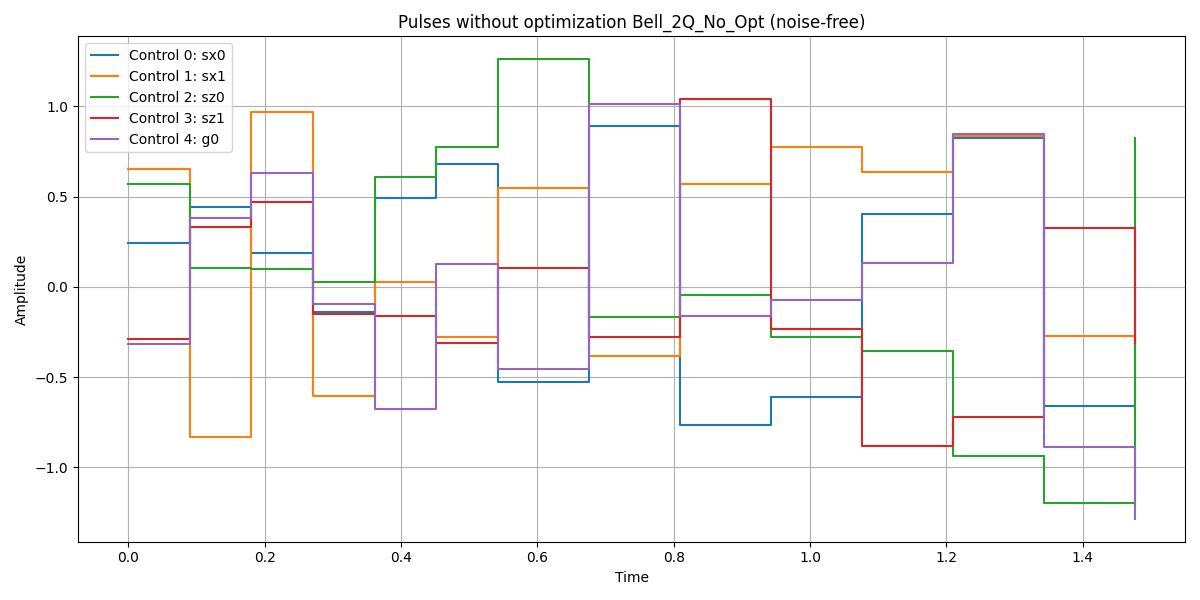 Pulses without optimization Bell_2Q_No_Opt (noise-free)
Control 0: sx0
Control 1: sx1
Control 2: sz0
Control 3: sz1
Control 4: g0
Amplitude
1.0
0.5
0.0
−0.5
−1.0
0.0 0.2 0.4 0.6 0.8 1.0 1.2 1.4
Time